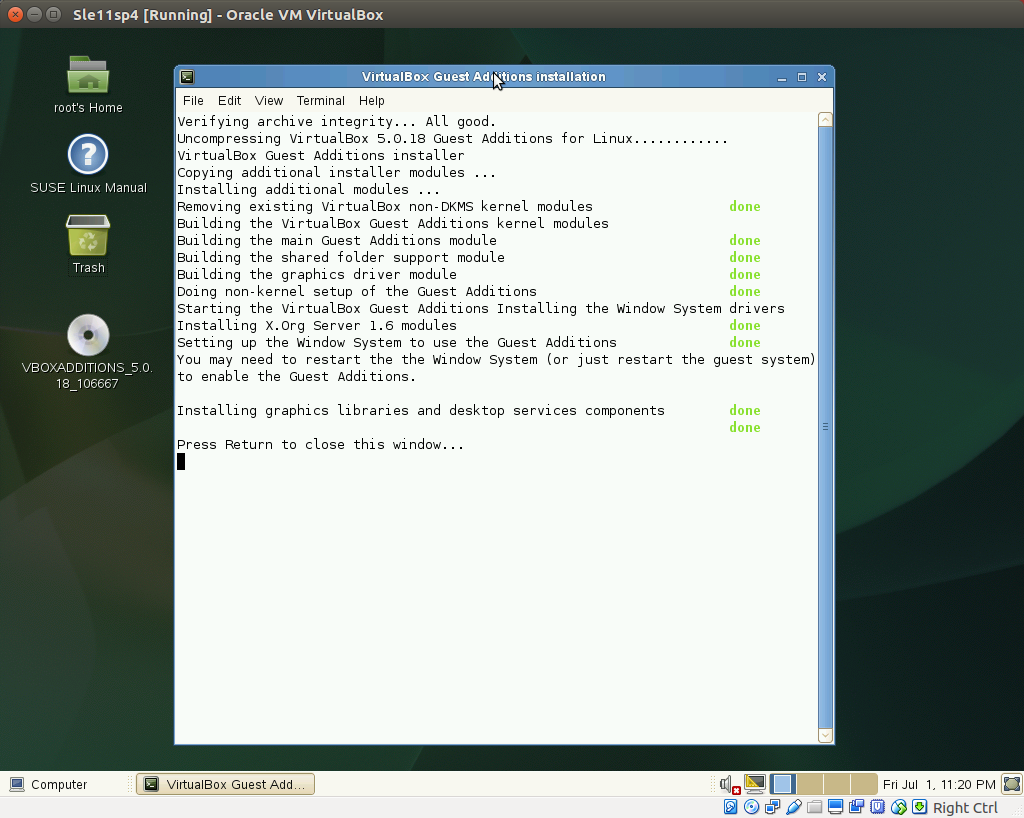 Sle11sp4 [Running] - Oracle VM VirtualBox
root's Home
SUSE Linux Manual
Trash
VBOXADDITIONS_5.0.
18_106667
VirtualBox Guest Additions installation
File Edit View Terminal Help
Verifying archive integrity... All good.
Uncompressing VirtualBox 5.0.18 Guest Additions for Linux............
VirtualBox Guest Additions installer
Copying additional installer modules ...
Installing additional modules ...
Removing existing VirtualBox non-DKMS kernel modules done
Building the VirtualBox Guest Additions kernel modules
Building the main Guest Additions module done
Building the shared folder support module done
Building the graphics driver module done
Doing non-kernel setup of the Guest Additions done
Starting the VirtualBox Guest Additions Installing the Window System drivers
Installing X.Org Server 1.6 modules done
Setting up the Window System to use the Guest Additions done
You may need to restart the the Window System (or just restart the guest system)
to enable the Guest Additions.
Installing graphics libraries and desktop services components done
done
Press Return to close this window...
Computer
VirtualBox Guest Add...
Fri Jul 1, 11:20 PM
Right Ctrl